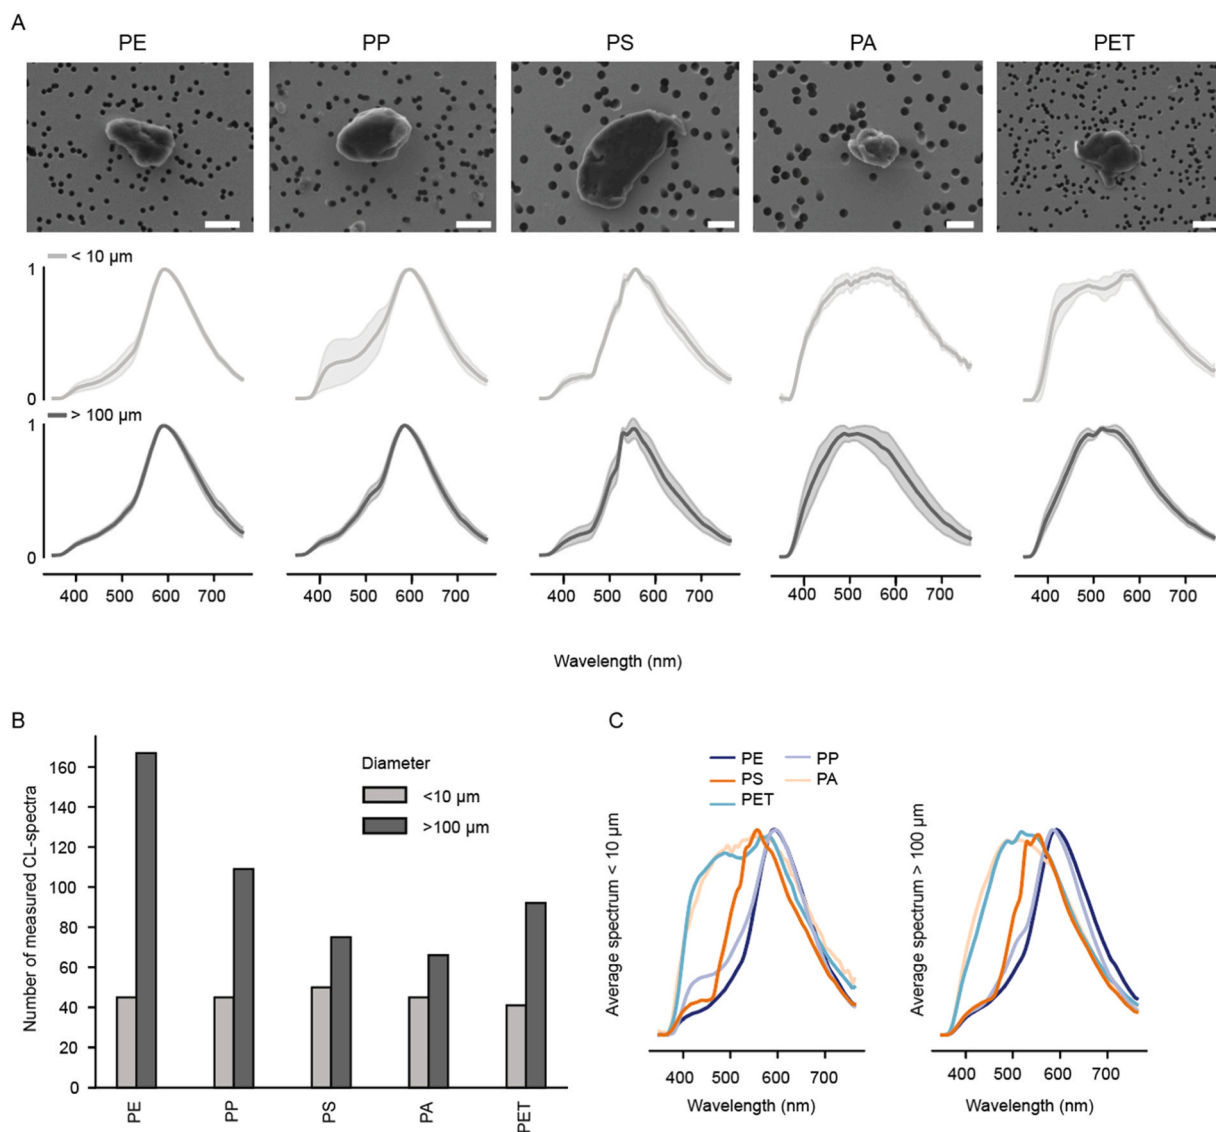 A
PE PP PS PA PET
1 < 10 µm
0
1 > 100 µm
0
400 500 600 700 400 500 600 700 400 500 600 700 400 500 600 700 400 500 600 700
Wavelength (nm)
B
Number of measured CL-spectra
160
140
120
100
80
60
40
20
0
Diameter
<10 µm
>100 µm
PE PP PS PA PET
C
PE PP
PS PA
PET
Average spectrum < 10 µm
400 500 600 700
Wavelength (nm)
Average spectrum > 100 µm
400 500 600 700
Wavelength (nm)